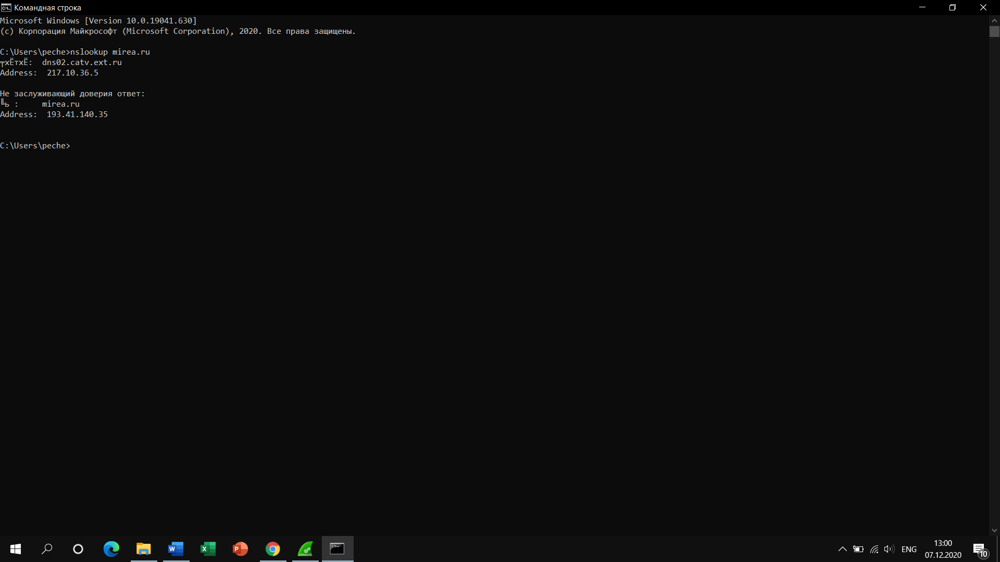 Командная строка
Microsoft Windows [Version 10.0.19041.630]
(c) Корпорация Майкрософт (Microsoft Corporation), 2020. Все права защищены.
C:\Users\peche>nslookup mirea.ru
╤хЁтхЁ:  dns02.catv.ext.ru
Address:  217.10.36.5
Не заслуживающий доверия ответ:
╚ь :     mirea.ru
Address:  193.41.140.35
C:\Users\peche>
ENG
13:00
07.12.2020
10